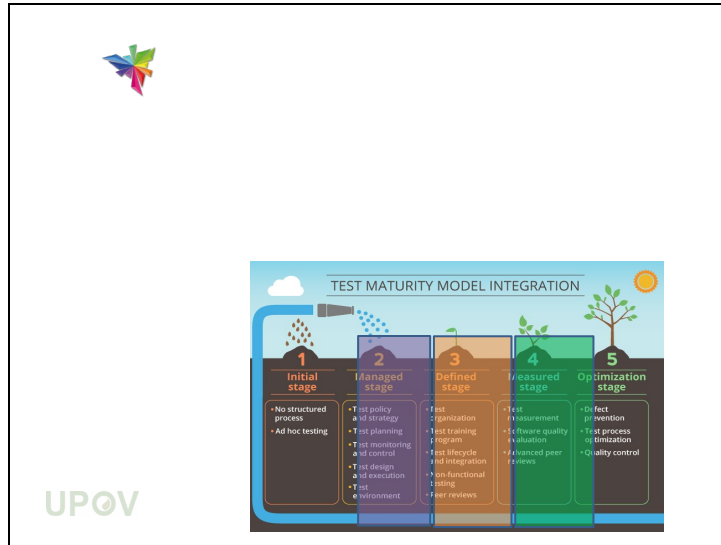 TEST MATURITY MODEL INTEGRATION
1
Initial
stage
• No structured
process
• Ad hoc testing
2
Managed
stage
• Test policy
and strategy
• Test planning
• Test monitoring
and control
• Test design
and execution
• Test
environment
3
Defined
stage
• Test
organization
• Test training
program
• Test lifecycle
and integration
• Non-functional
testing
• Peer reviews
4
Measured
stage
• Test
measurement
• Software quality
evaluation
• Advanced peer
reviews
5
Optimization
stage
• Defect
prevention
• Test process
optimization
• Quality control
UPOV